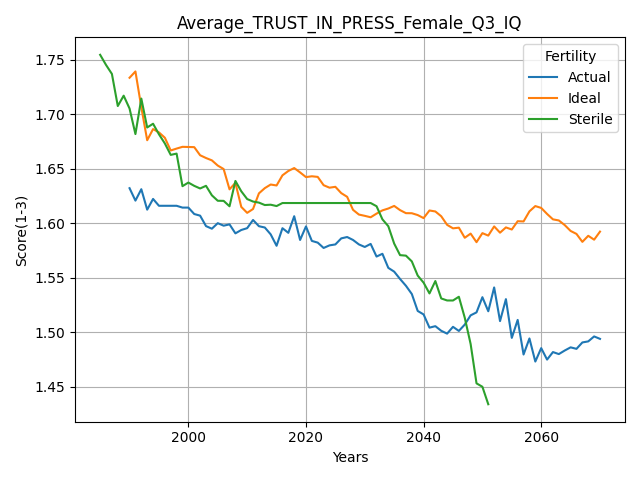 Average_TRUST_IN_PRESS_Female_Q3_IQ
Fertility
Actual
Ideal
Sterile
Score(1-3)
1.75
1.70
1.65
1.60
1.55
1.50
1.45
2000
2020
2040
2060
Years